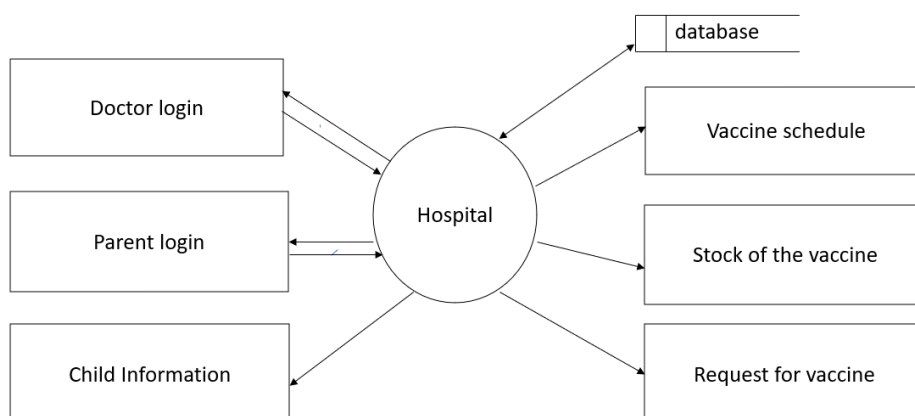 database
Doctor login
Vaccine schedule
Hospital
Parent login
Stock of the vaccine
Child Information
Request for vaccine